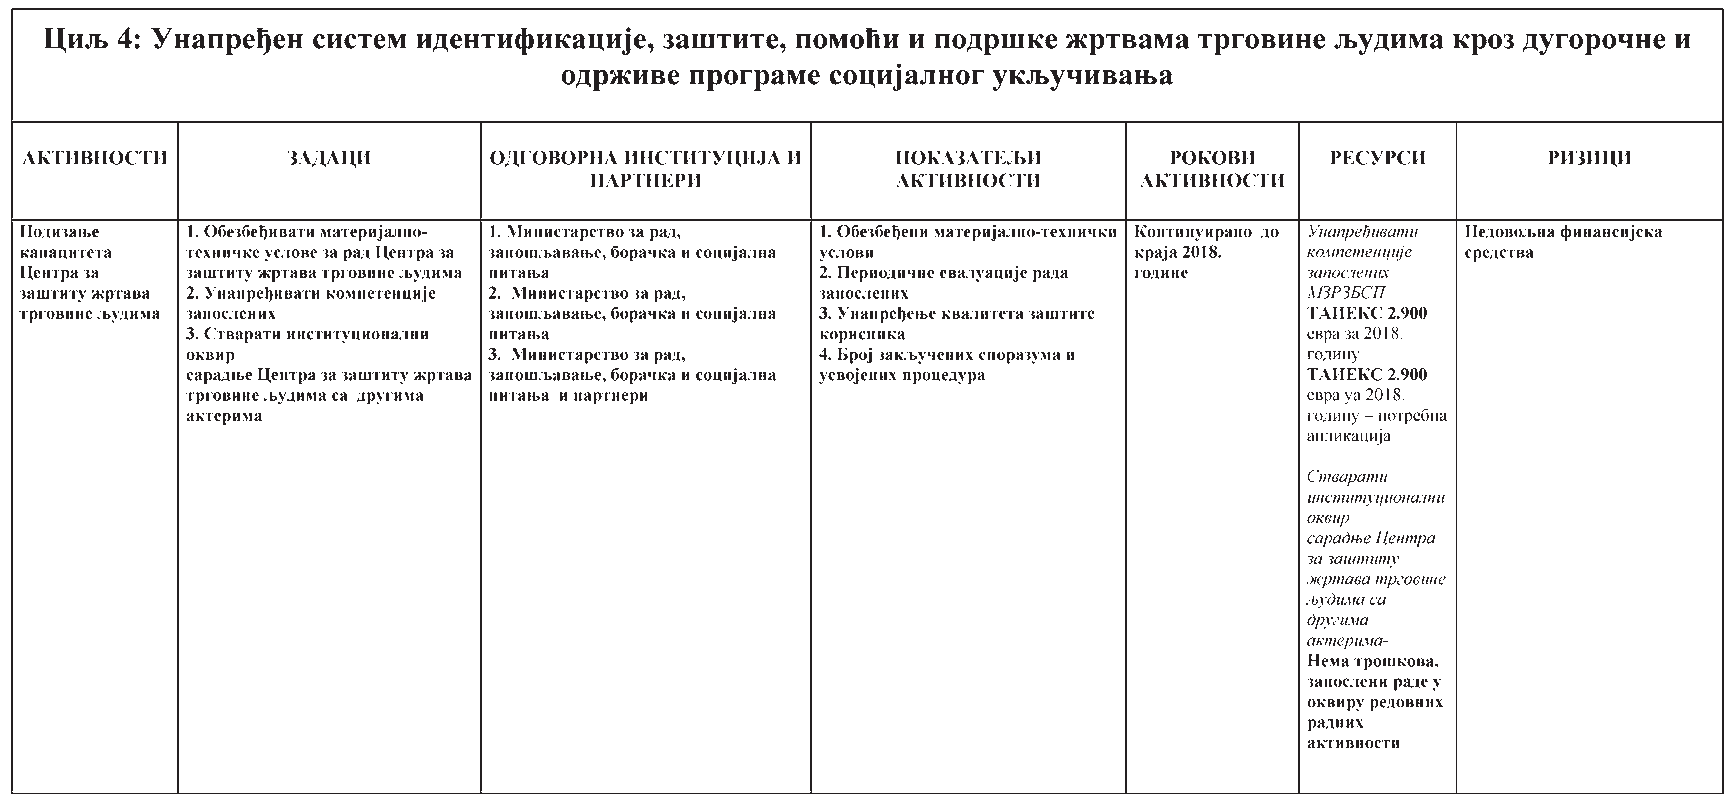 Циљ 4: Унапређен систем идентификације, заштите, помоћи и подршке жртвама трговине људима кроз дугорочне и
одрживе програме социјалног укључивања
АКТИВНОСТИ
ЗАДАЦИ
ОДГОВОРНА ИНСТИТУЦИЈА И
ПАРТНЕРИ
ПОКАЗАТЕЉИ
АКТИВНОСТИ
РОКОВИ
АКТИВНОСТИ
РЕСУРСИ
РИЗИЦИ
Подизање
капацитета
Центра за
заштиту жртава
трговине људима
1. Обезбеђивати материјално-
техничке услове за рад Центра за
заштиту жртава трговине људима
2. Унапређивати компетенције
запослених
3. Стварати институционални
оквир
сарадње Центра за заштиту жртава
трговине људима са другима
актерима
1. Министарство за рад,
запошљавање, борачка и социјална
питања
2. Министарство за рад,
запошљавање, борачка и социјална
питања
3. Министарство за рад,
запошљавање, борачка и социјална
питања и партнери
1. Обезбеђени материјално-технички
услови
2. Периодичне евалуације рада
запослених
3. Унапређење квалитета заштите
корисника
4. Број закључених споразума и
усвојених процедура
Континуирано до
краја 2018.
године
Унапређивати
компетенције
запослених
МЗРЗБСП
ТАИЕКС 2.900
евра за 2018.
годину
ТАИЕКС 2.900
евра уа 2018.
годину – потребна
апликација
Стварати
институционални
оквир
сарадње Центра
за заштиту
жртава трговине
људима са
другима
актерима-
Нема трошкова,
запослени раде у
оквиру редовних
радних
активности
Недовољна финансијска
средства